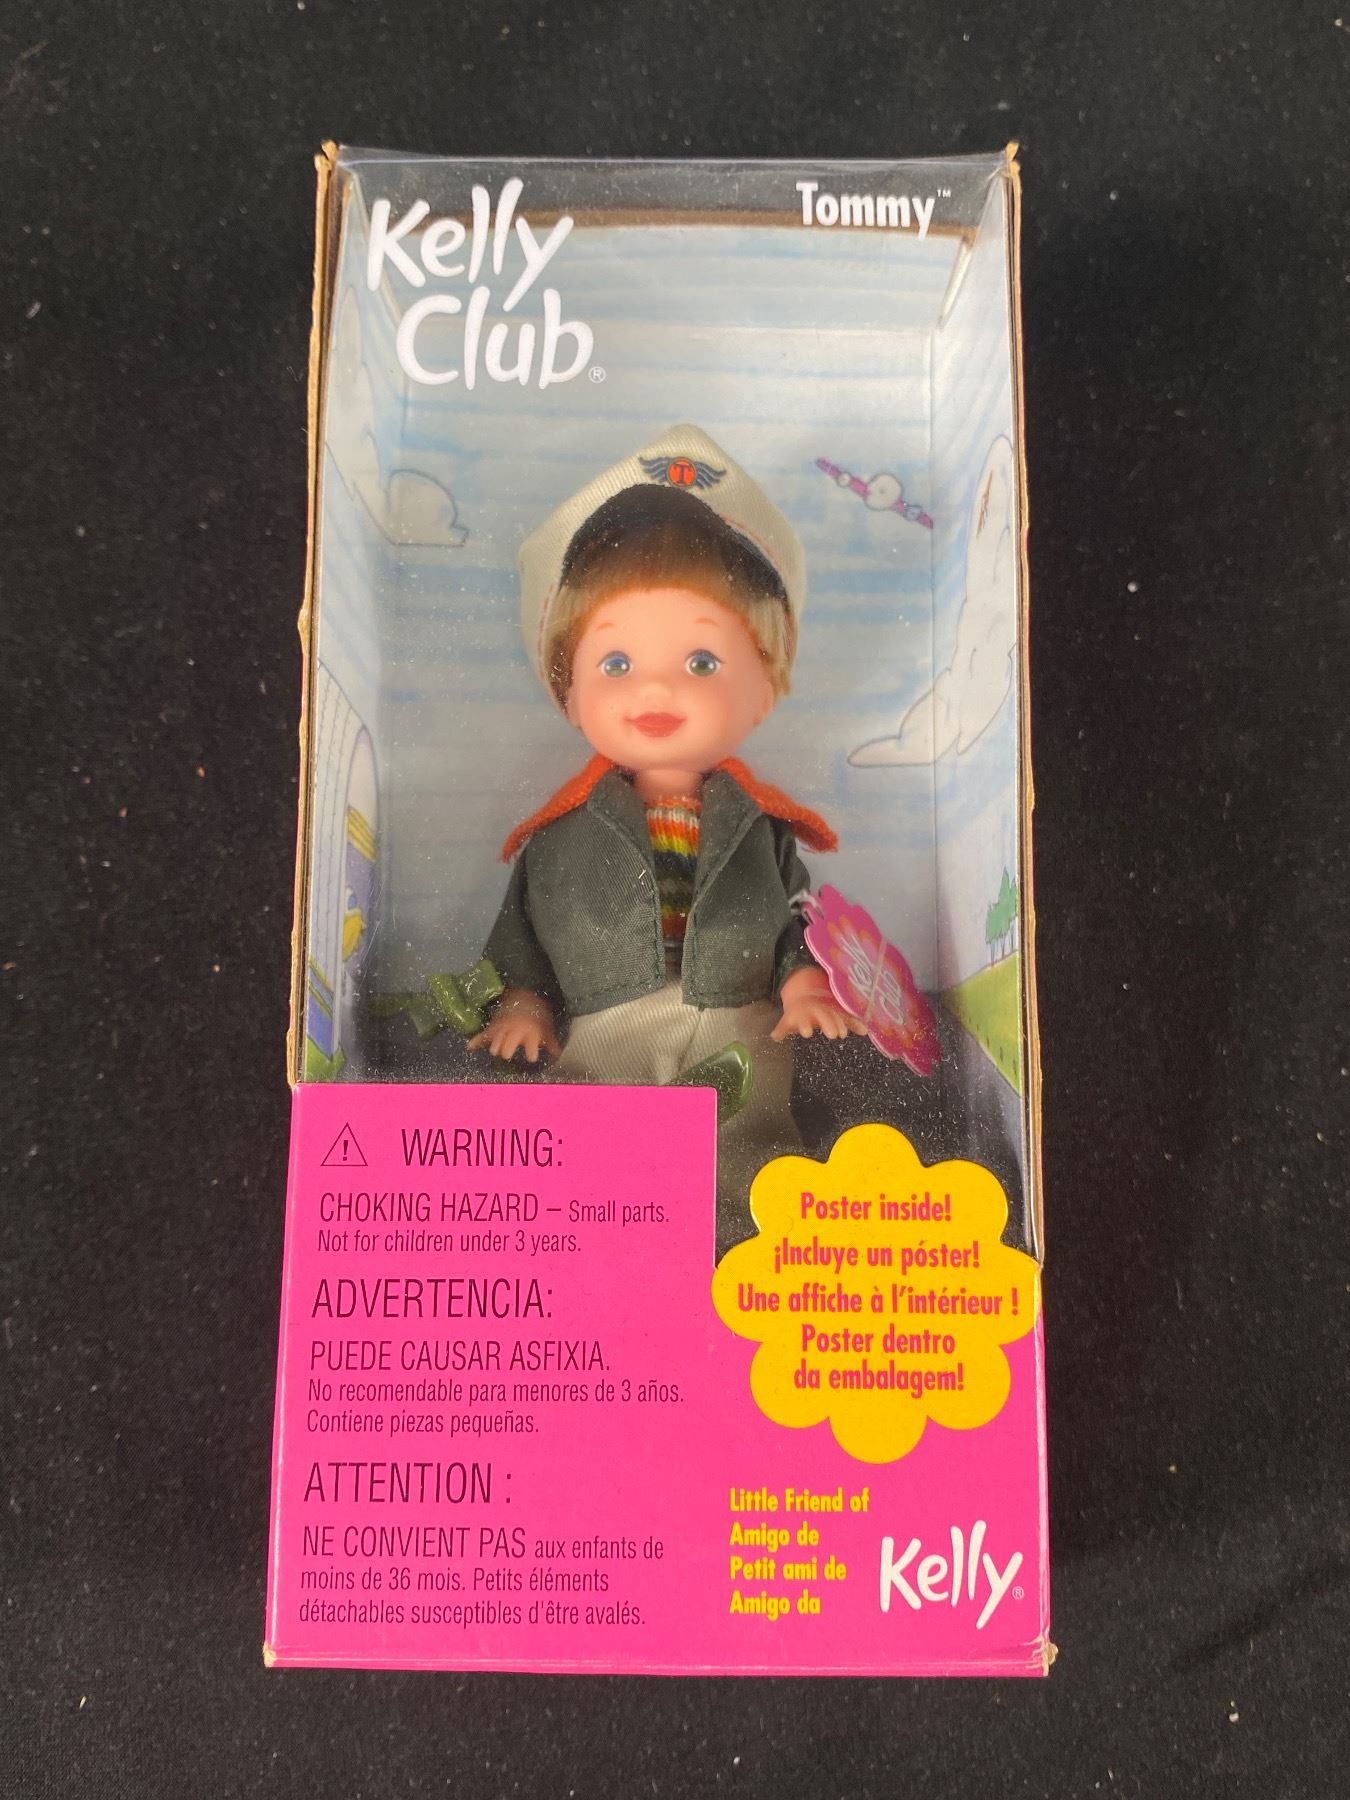 Kelly
Club®
Tommy™
T
Kelly
Club
⚠ WARNING:
CHOKING HAZARD – Small parts.
Not for children under 3 years.
ADVERTENCIA:
PUEDE CAUSAR ASFIXIA.
No recomendable para menores de 3 años.
Contiene piezas pequeñas.
ATTENTION :
NE CONVIENT PAS aux enfants de
moins de 36 mois. Petits éléments
détachables susceptibles d'être avalés.
Poster inside!
¡Incluye un póster!
Une affiche à l'intérieur !
Poster dentro
da embalagem!
Little Friend of
Amigo de
Petit ami de
Amigo da
Kelly®